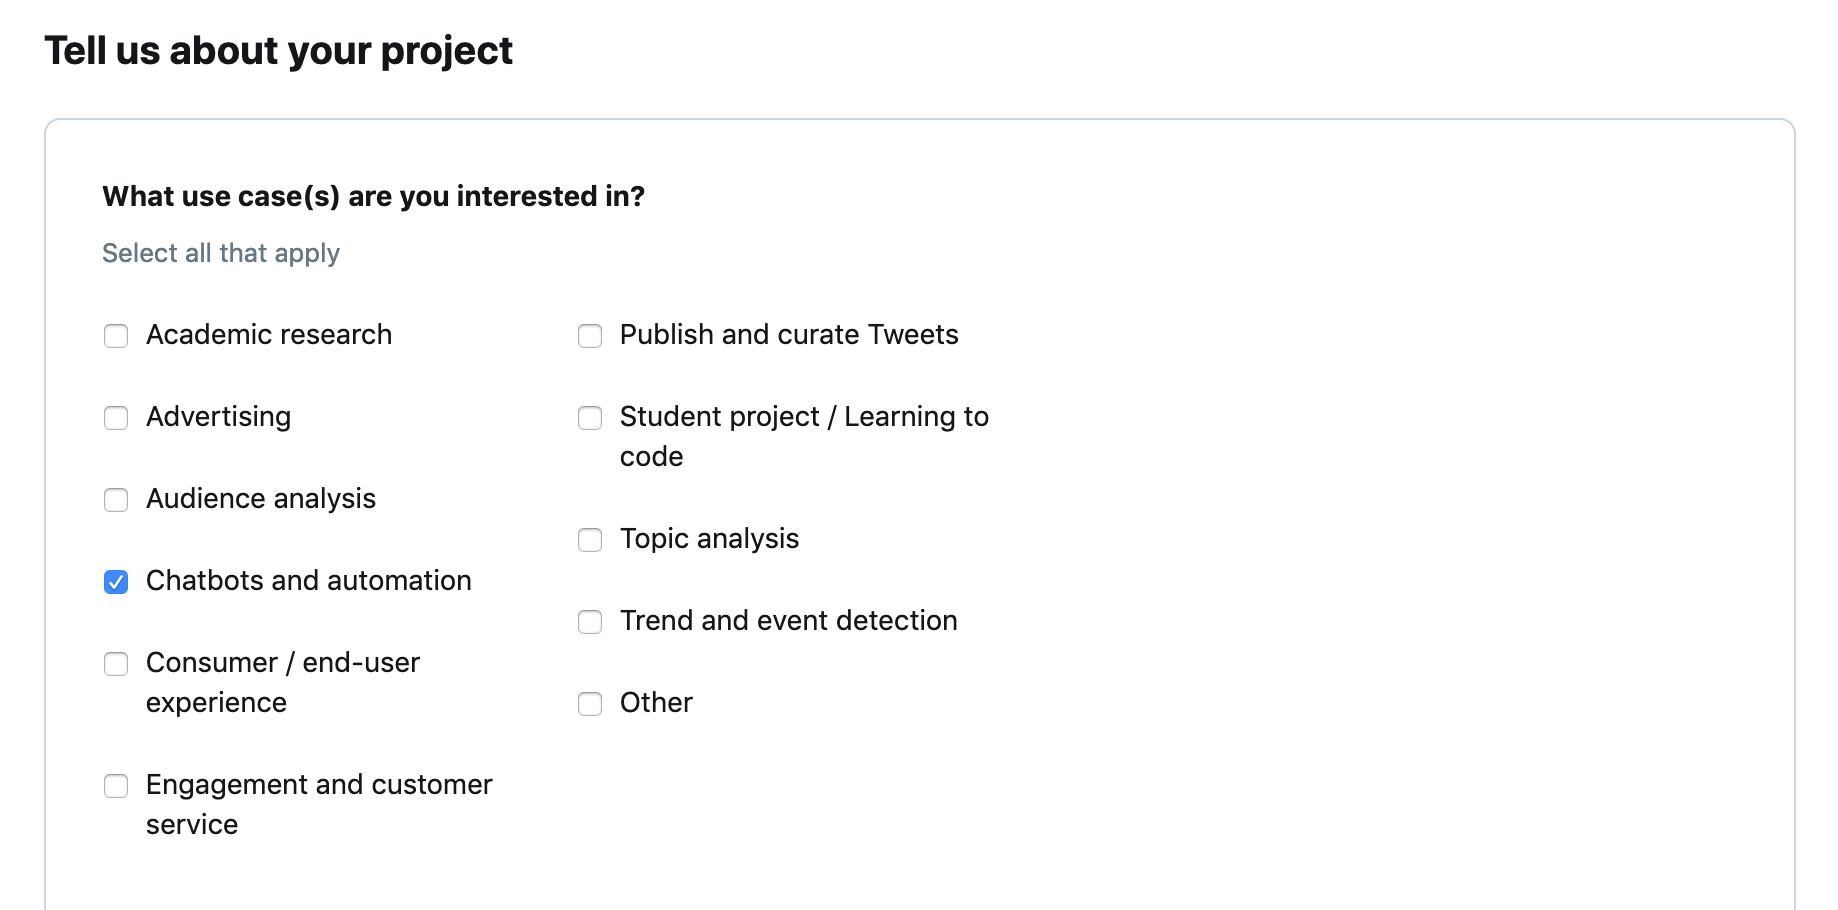 Tell us about your project
What use case(s) are you interested in?
Select all that apply
Academic research
Advertising
Audience analysis
Chatbots and automation
Consumer / end-user
experience
Engagement and customer
service
Publish and curate Tweets
Student project / Learning to
code
Topic analysis
Trend and event detection
Other